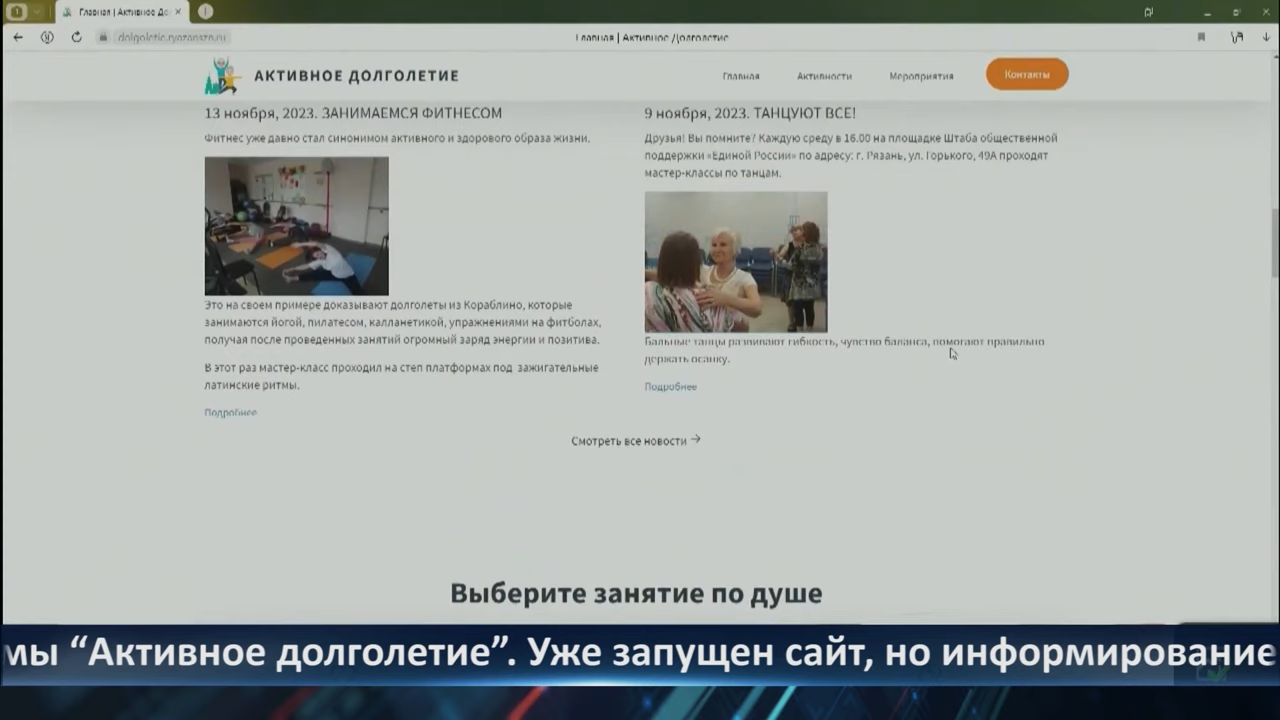 Главная | Активное До
dolgoletie.ryazanszn.ru
Главная | Активное Долголетие
АКТИВНОЕ ДОЛГОЛЕТИЕ
Главная
Активности
Мероприятия
Контакты
13 ноября, 2023. ЗАНИМАЕМСЯ ФИТНЕСОМ
Фитнес уже давно стал синонимом активного и здорового образа жизни.
Это на своем примере доказывают долголеты из Кораблино, которые
занимаются йогой, пилатесом, калланетикой, упражнениями на фитболах,
получая после проведенных занятий огромный заряд энергии и позитива.
В этот раз мастер-класс проходил на степ платформах под зажигательные
латинские ритмы.
Подробнее
9 ноября, 2023. ТАНЦУЮТ ВСЕ!
Друзья! Вы помните? Каждую среду в 16.00 на площадке Штаба общественной
поддержки «Единой России» по адресу: г. Рязань, ул. Горького, 49А проходят
мастер-классы по танцам.
Бальные танцы развивают гибкость, чувство баланса, помогают правильно
держать осанку.
Подробнее
Смотреть все новости →
Выберите занятие по душе
мы “Активное долголетие”. Уже запущен сайт, но информирование